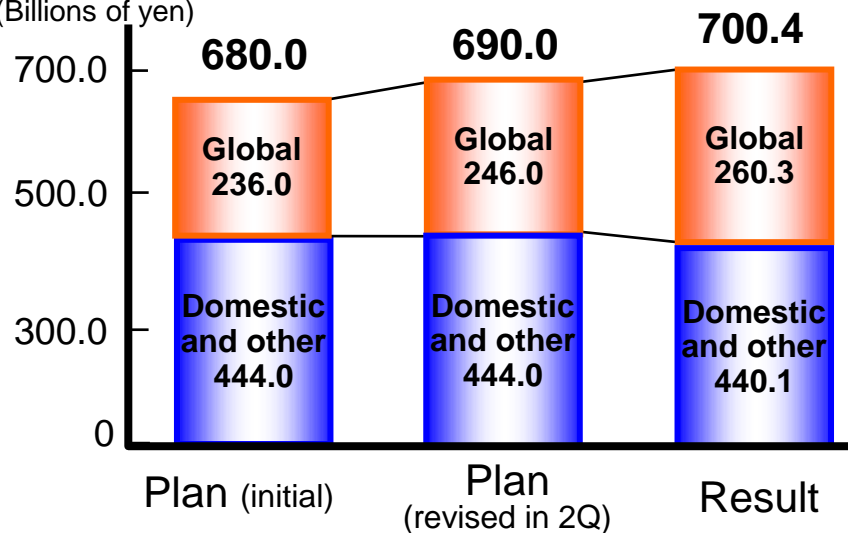 (Billions of yen)
700.0
500.0
300.0
0
680.0
Global
236.0
Domestic
and other
444.0
Plan (initial)
690.0
Global
246.0
Domestic
and other
444.0
Plan
(revised in 2Q)
700.4
Global
260.3
Domestic
and other
440.1
Result